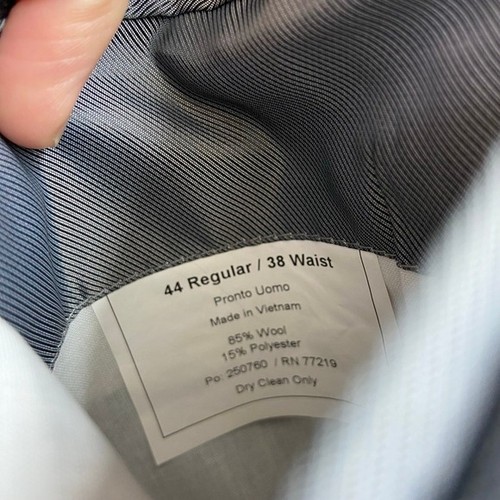 44 Regular / 38 Waist
Pronto Uomo
Made in Vietnam
85% Wool
15% Polyester
Po: 250760 / RN 77219
Dry Clean Only